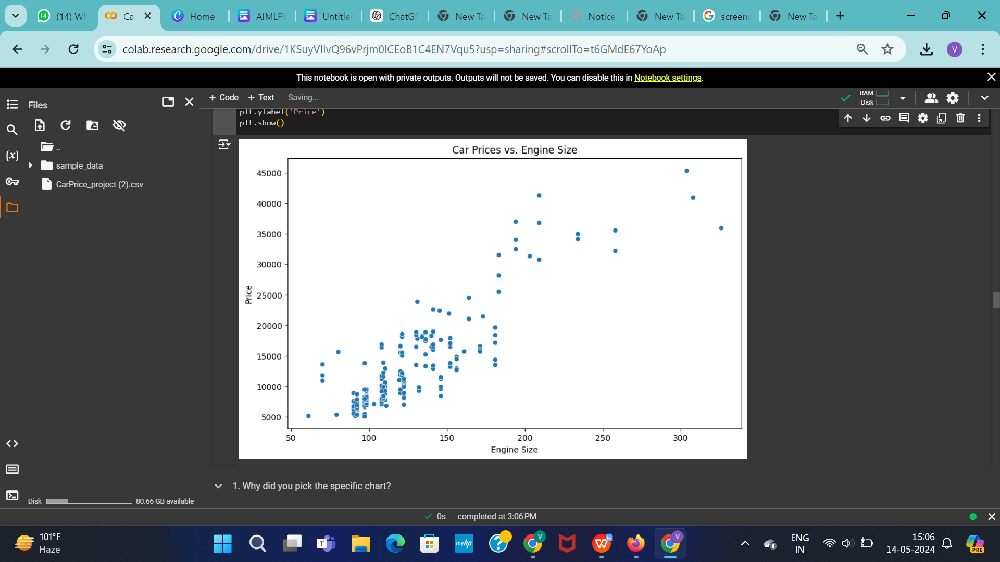 (14) Wh
Ca
Home
AIMLFi
Untitle
ChatGP
New Ta
New Ta
Notice
New Ta
screens
New Ta
colab.research.google.com/drive/1KSuyVIIvQ96vPrjm0ICEoB1C4EN7Vqu5?usp=sharing#scrollTo=t6GMdE67YoAp
V
This notebook is open with private outputs. Outputs will not be saved. You can disable this in Notebook settings.
Files
+ Code + Text Saving...
RAM
Disk
..
sample_data
CarPrice_project (2).csv
{x}
plt.ylabel('Price')
plt.show()
Car Prices vs. Engine Size
45000
40000
35000
30000
25000
20000
15000
10000
5000
Price
50 100 150 200 250 300
Engine Size
1. Why did you pick the specific chart?
Disk 80.66 GB available
0s completed at 3:06 PM
101°F
Haze
myhp
ENG
IN
15:06
14-05-2024
PRE